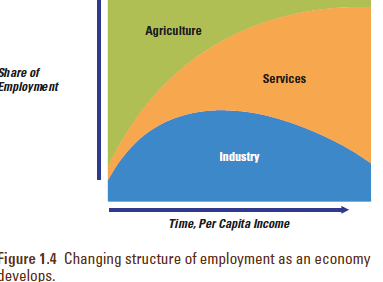 Agriculture
Share of
Employment
Services
Industry
Time, Per Capita Income
Figure 1.4 Changing structure of employment as an economy
develops.